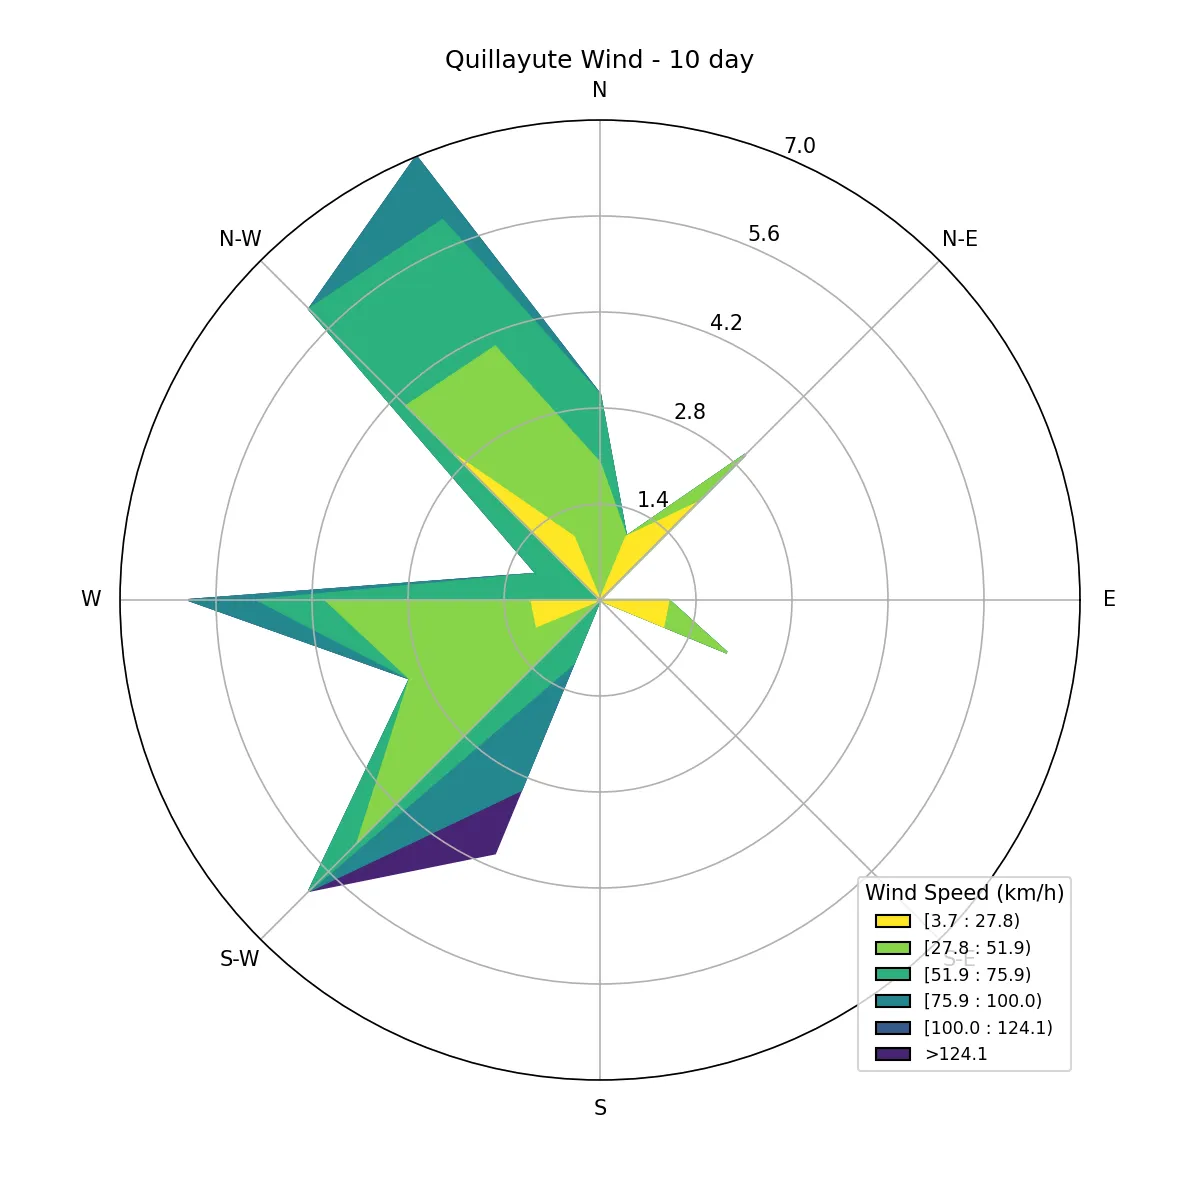 Quillayute Wind - 10 day
N
7.0
N-W
5.6
N-E
4.2
2.8
1.4
W
E
S-W
S-E
S
Wind Speed (km/h)
[3.7 : 27.8)
[27.8 : 51.9)
[51.9 : 75.9)
[75.9 : 100.0)
[100.0 : 124.1)
>124.1